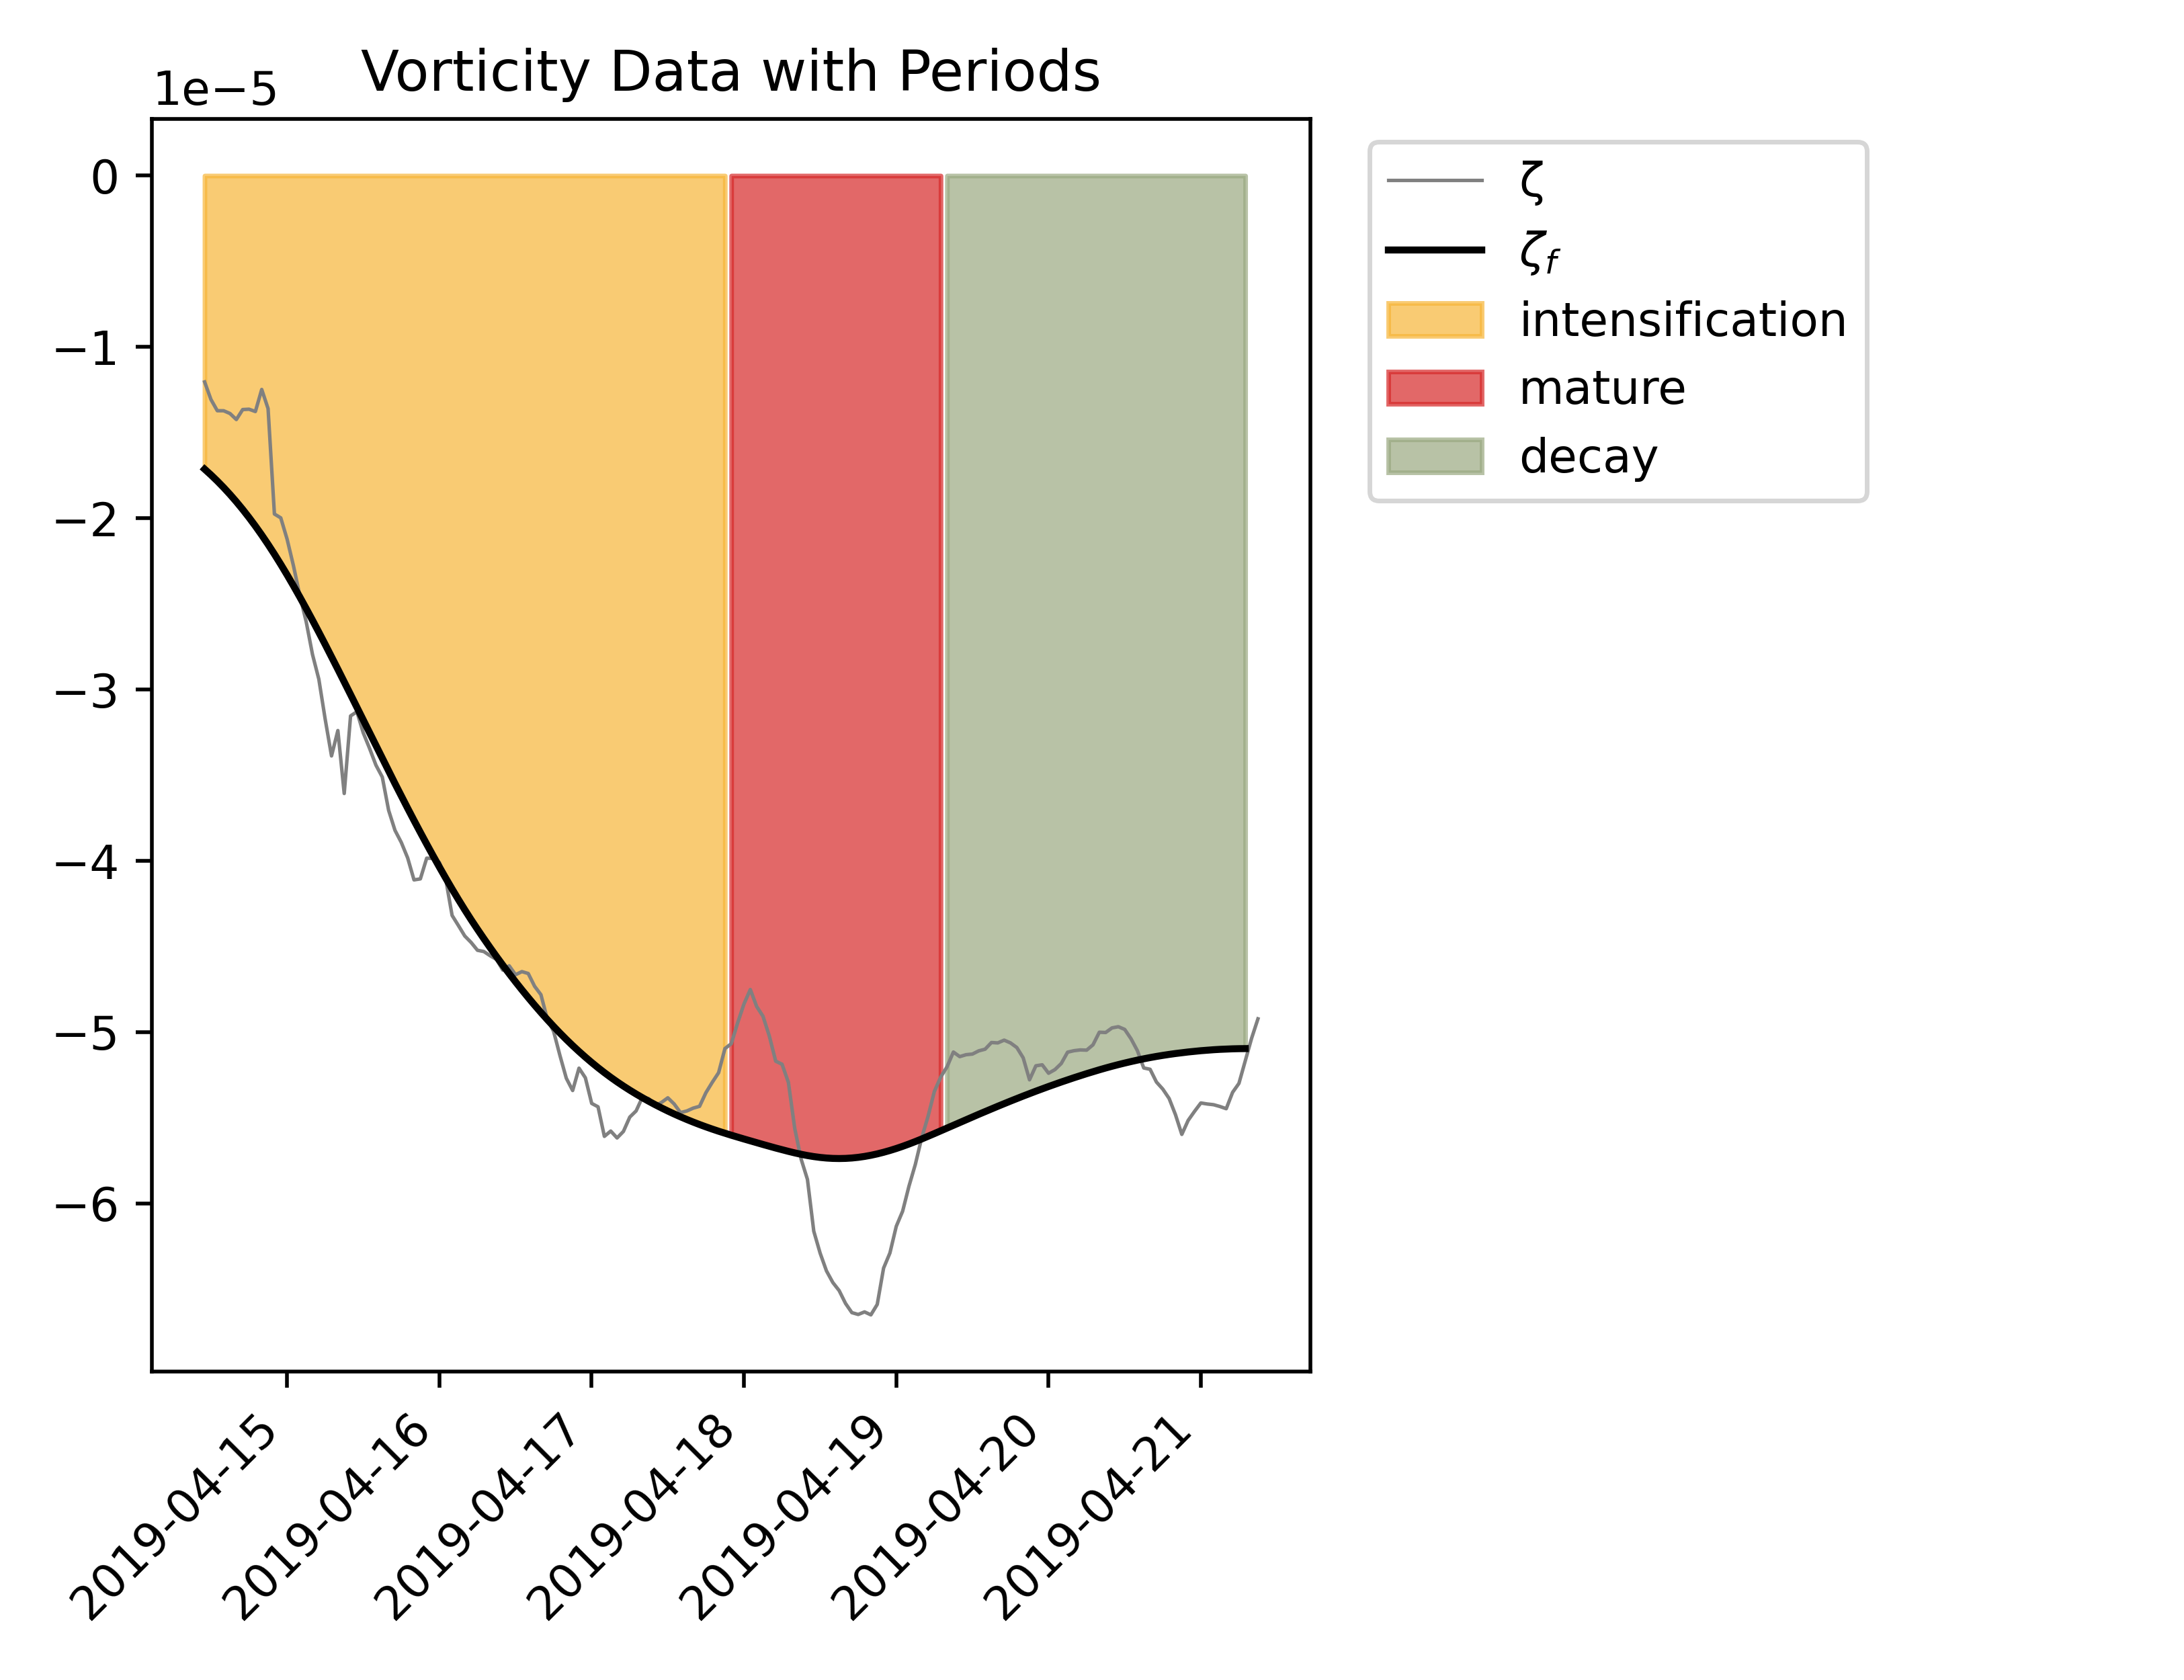 Vorticity Data with Periods
1e−5
0
−1
−2
−3
−4
−5
−6
2019-04-15
2019-04-16
2019-04-17
2019-04-18
2019-04-19
2019-04-20
2019-04-21
ζ
ζf
intensification
mature
decay